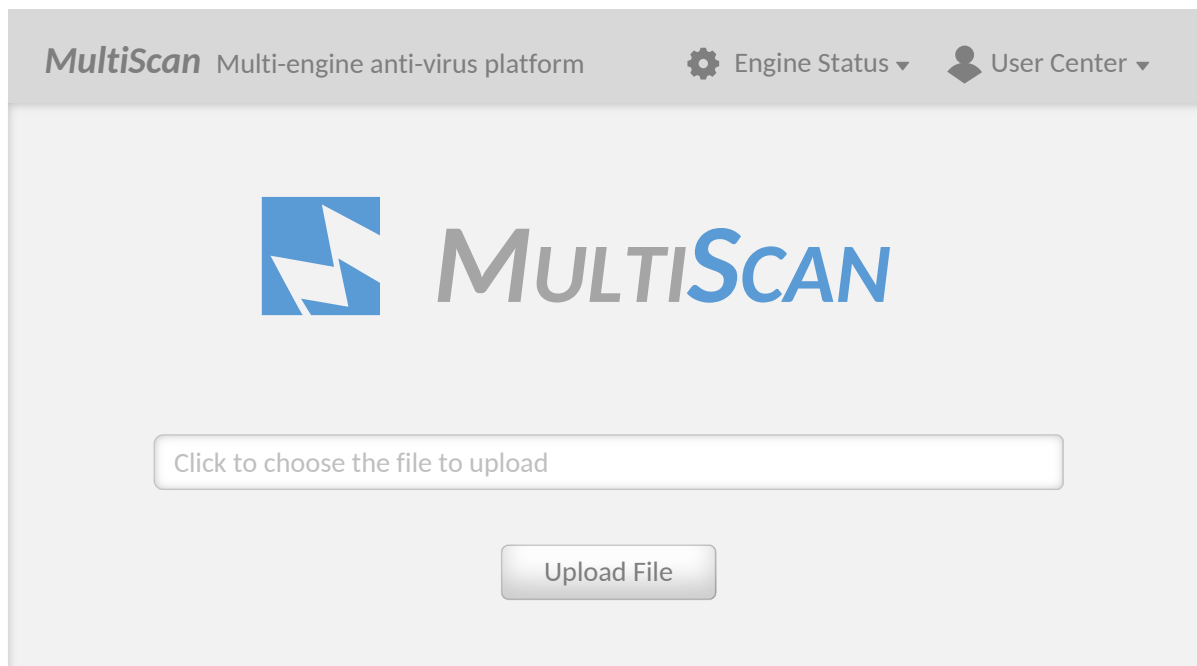 MultiScan Multi-engine anti-virus platform Engine Status User Center
MULTISCAN
Click to choose the file to upload
Upload File